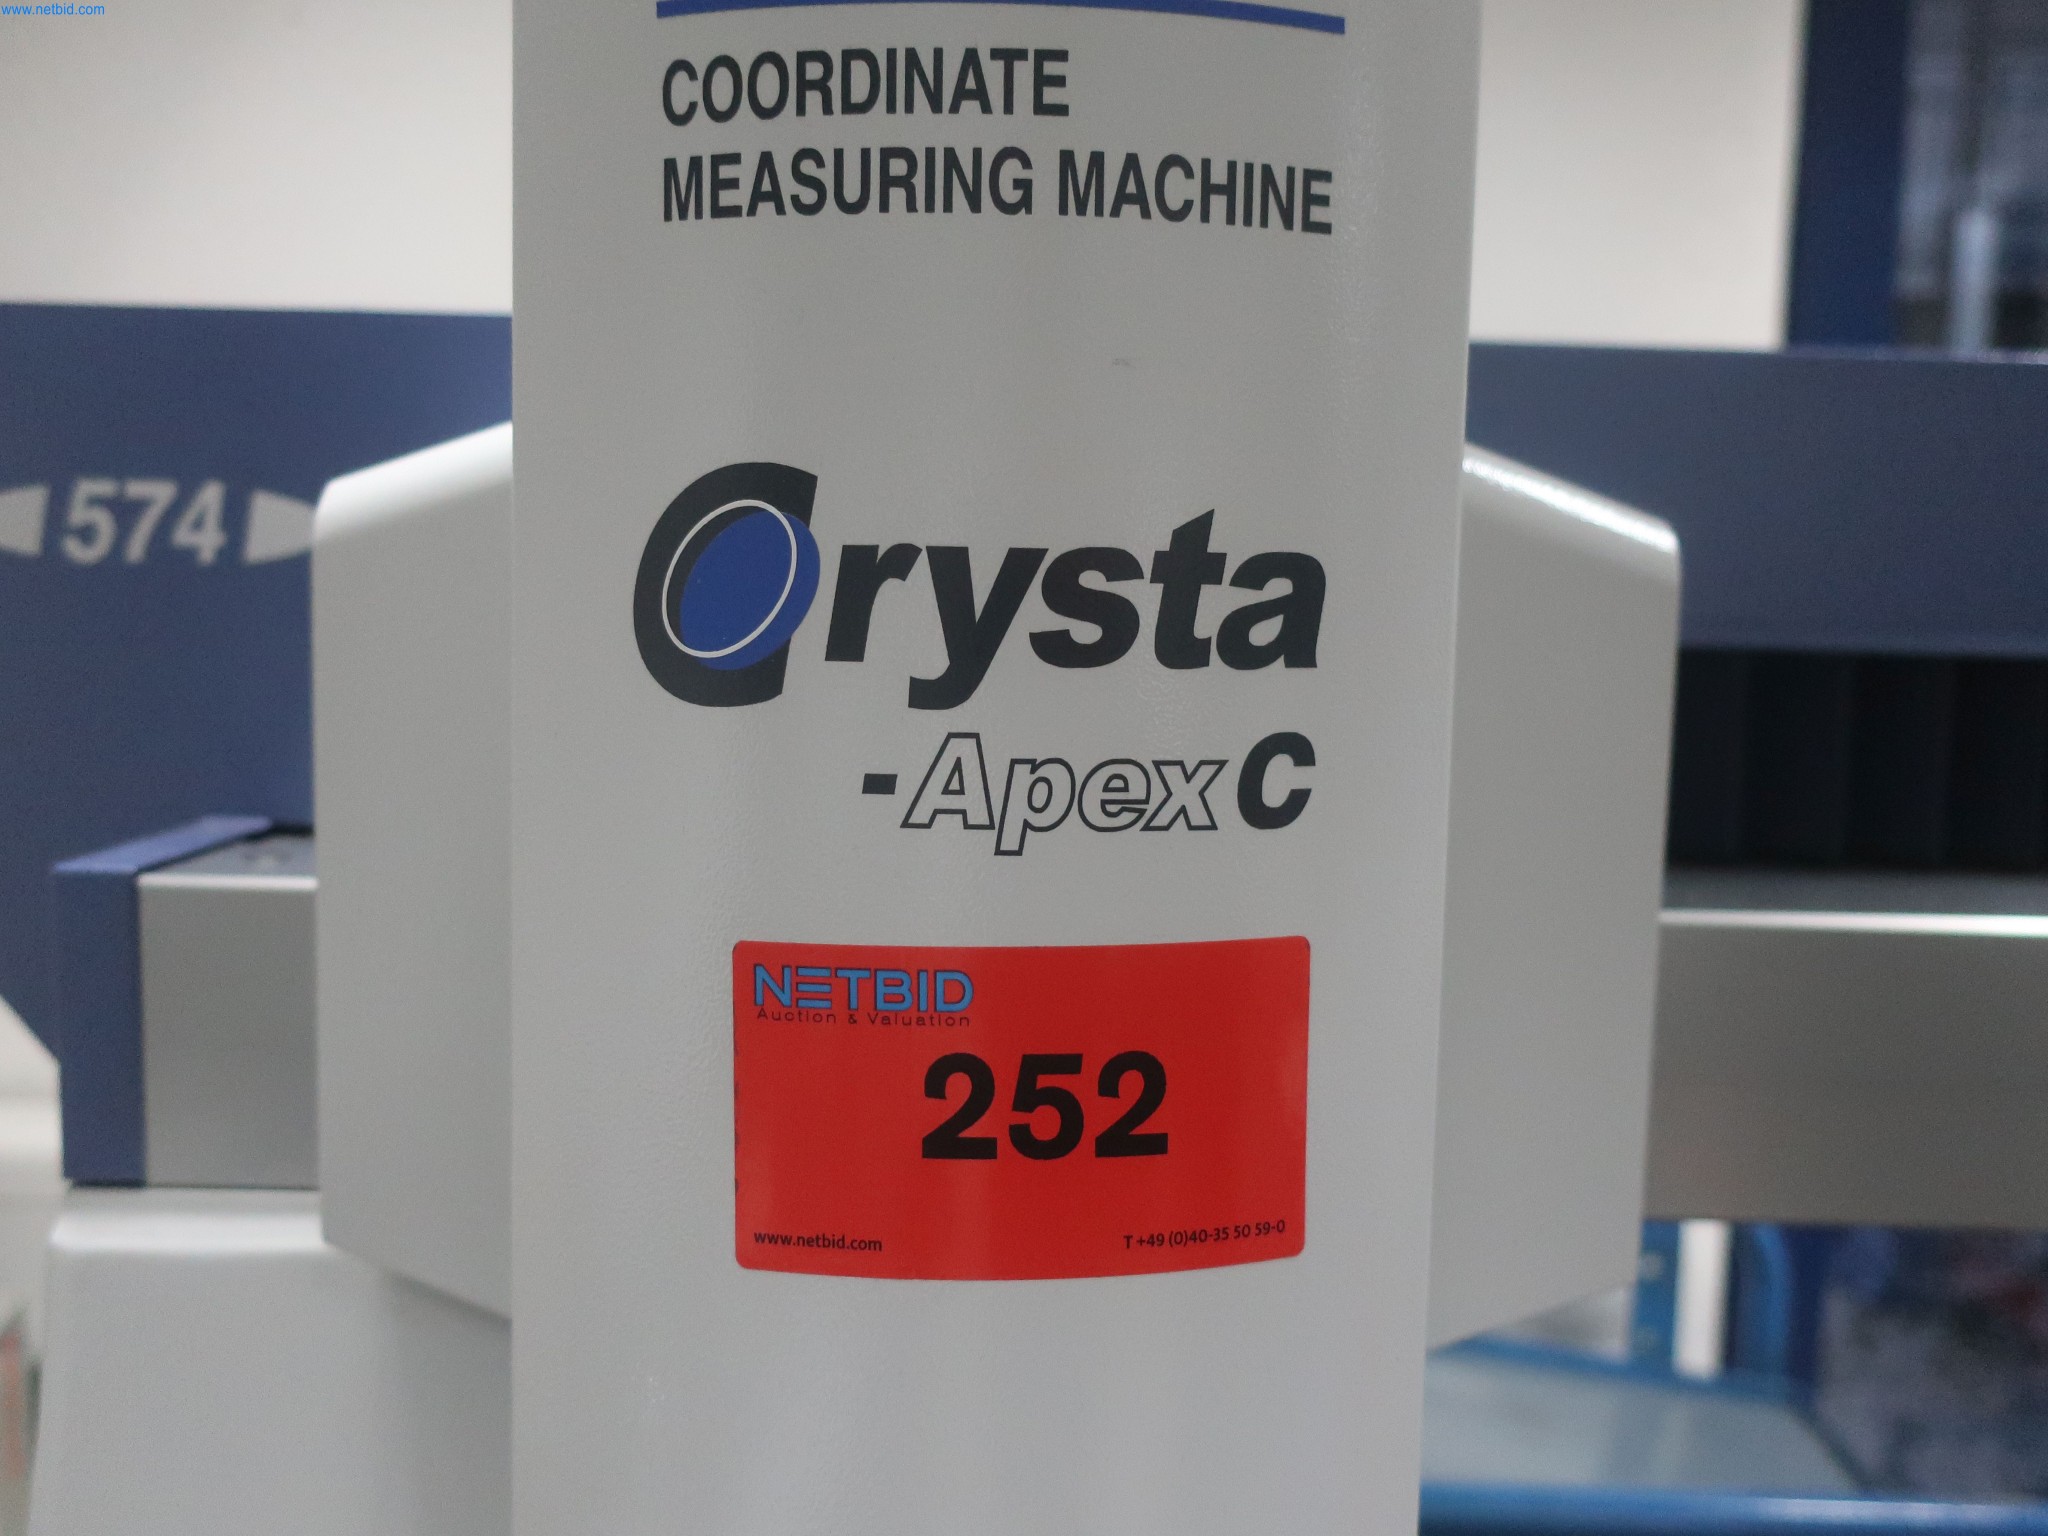 www.netbid.com
COORDINATE
MEASURING MACHINE
574
Crysta
-Apex C
NETBID
Auction & Valuation
252
www.netbid.com
T +49 (0)40-35 50 59-0